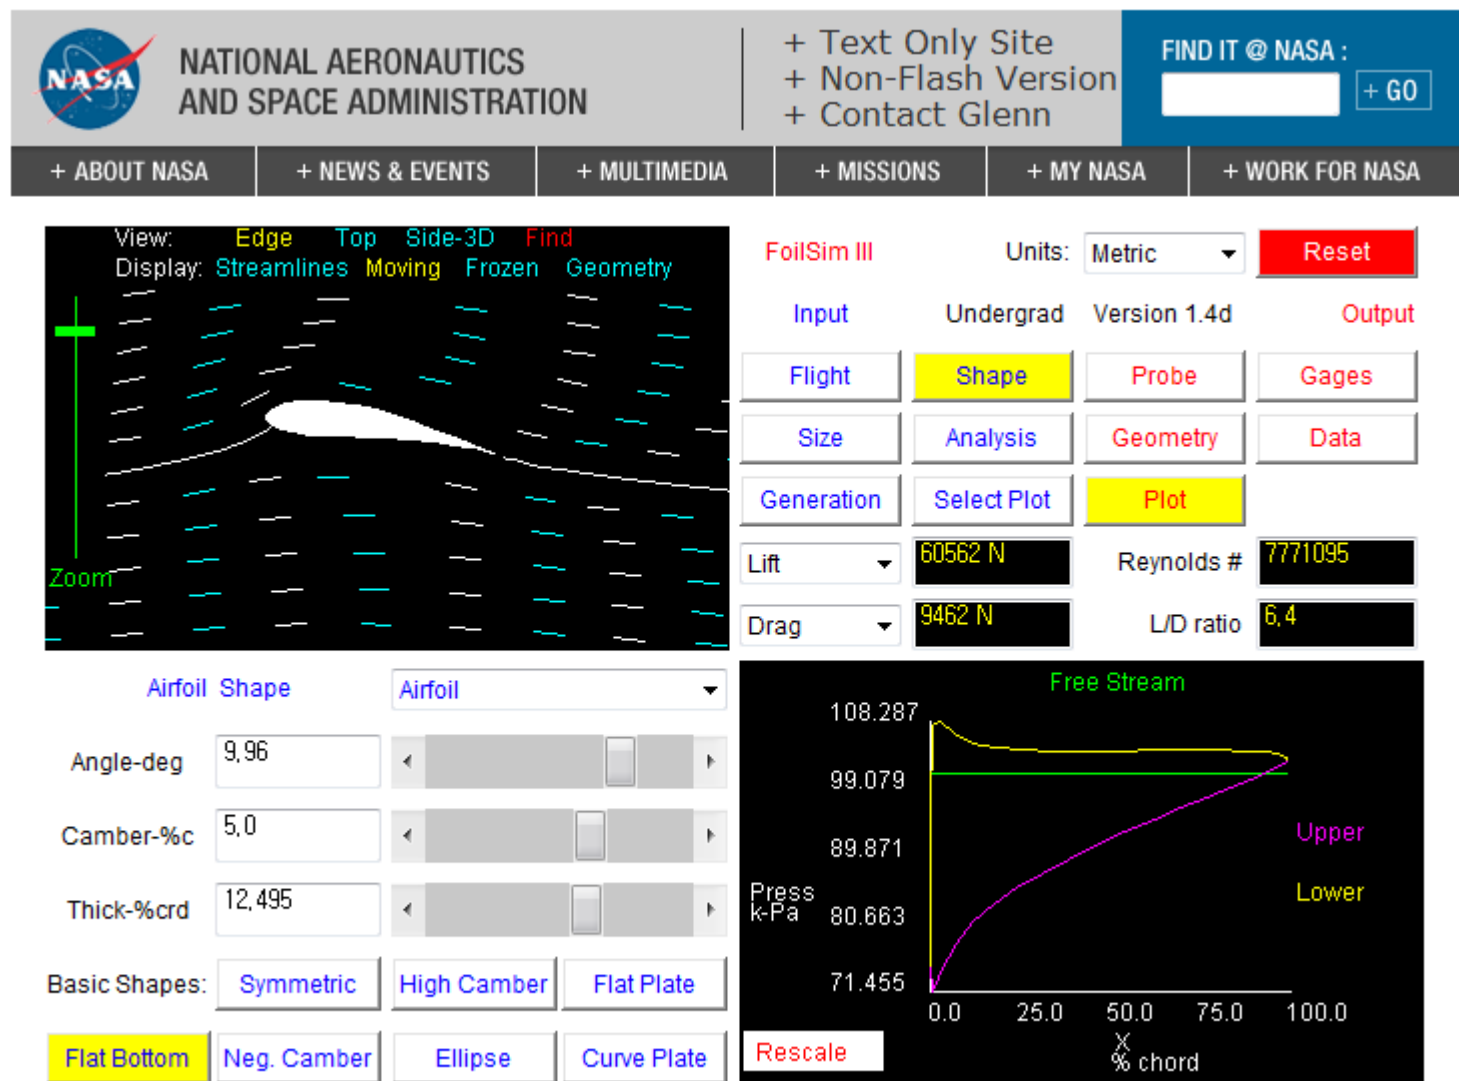 NASA
NATIONAL AERONAUTICS
AND SPACE ADMINISTRATION
+ Text Only Site
+ Non-Flash Version
+ Contact Glenn
FIND IT @ NASA :
+ GO
+ ABOUT NASA
+ NEWS & EVENTS
+ MULTIMEDIA
+ MISSIONS
+ MY NASA
+ WORK FOR NASA
View: Edge Top Side-3D Find
Display: Streamlines Moving Frozen Geometry
Zoom
FoilSim III Units: Metric Reset
Input Undergrad Version 1.4d Output
Flight Shape Probe Gages
Size Analysis Geometry Data
Generation Select Plot Plot
Lift 60562 N Reynolds # 7771095
Drag 9462 N L/D ratio 6,4
Airfoil Shape Airfoil
Angle-deg 9,96
Camber-%c 5,0
Thick-%crd 12,495
Basic Shapes: Symmetric High Camber Flat Plate
Flat Bottom Neg. Camber Ellipse Curve Plate
Free Stream
108.287
99.079
89.871
Press
k-Pa
80.663
71.455
Upper
Lower
0.0 25.0 50.0 75.0 100.0
X
% chord
Rescale